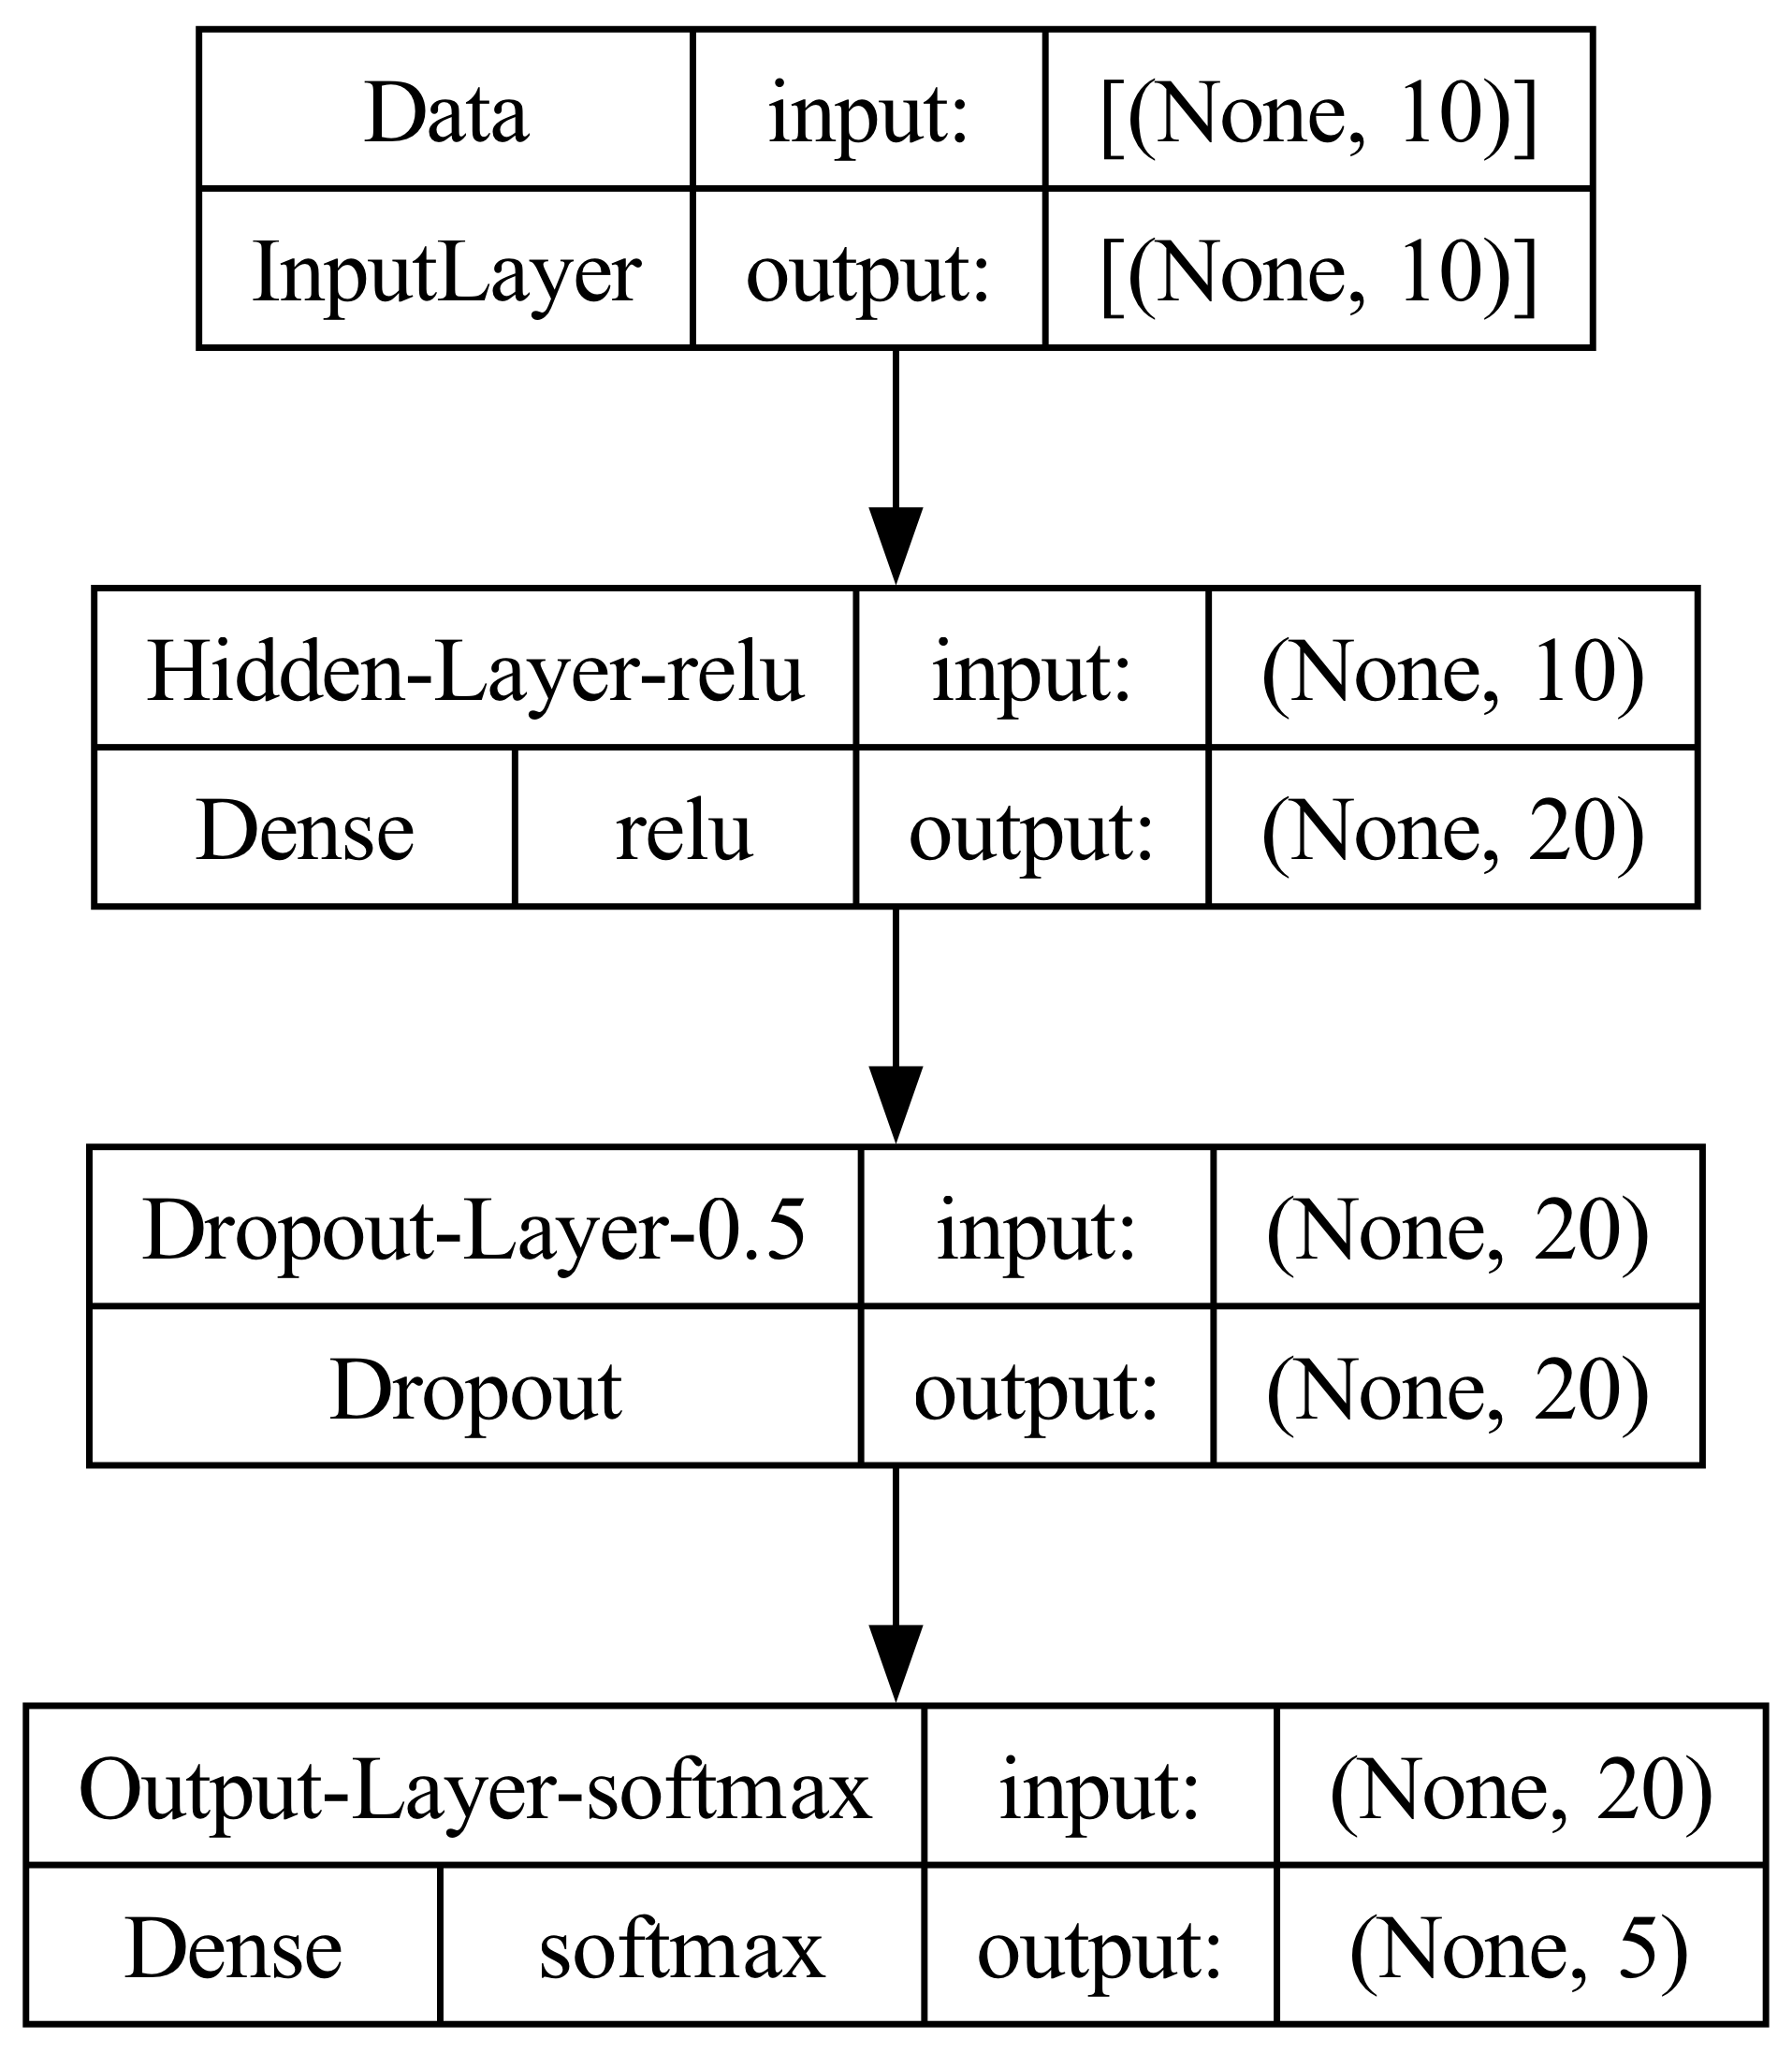 Data input: [(None, 10)]
InputLayer output: [(None, 10)]
Hidden-Layer-relu input: (None, 10)
Dense relu output: (None, 20)
Dropout-Layer-0.5 input: (None, 20)
Dropout output: (None, 20)
Output-Layer-softmax input: (None, 20)
Dense softmax output: (None, 5)